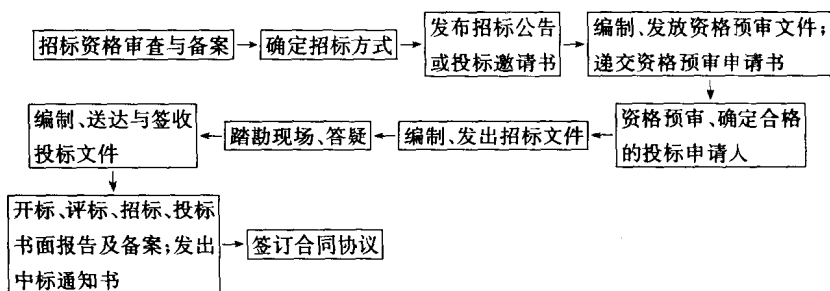 招标资格审查与备案
确定招标方式
发布招标公告
或投标邀请书
编制、发放资格预审文件;
递交资格预审申请书
资格预审、确定合格
的投标申请人
编制、发出招标文件
踏勘现场、答疑
编制、送达与签收
投标文件
开标、评标、招标、投标
书面报告及备案;发出
中标通知书
签订合同协议